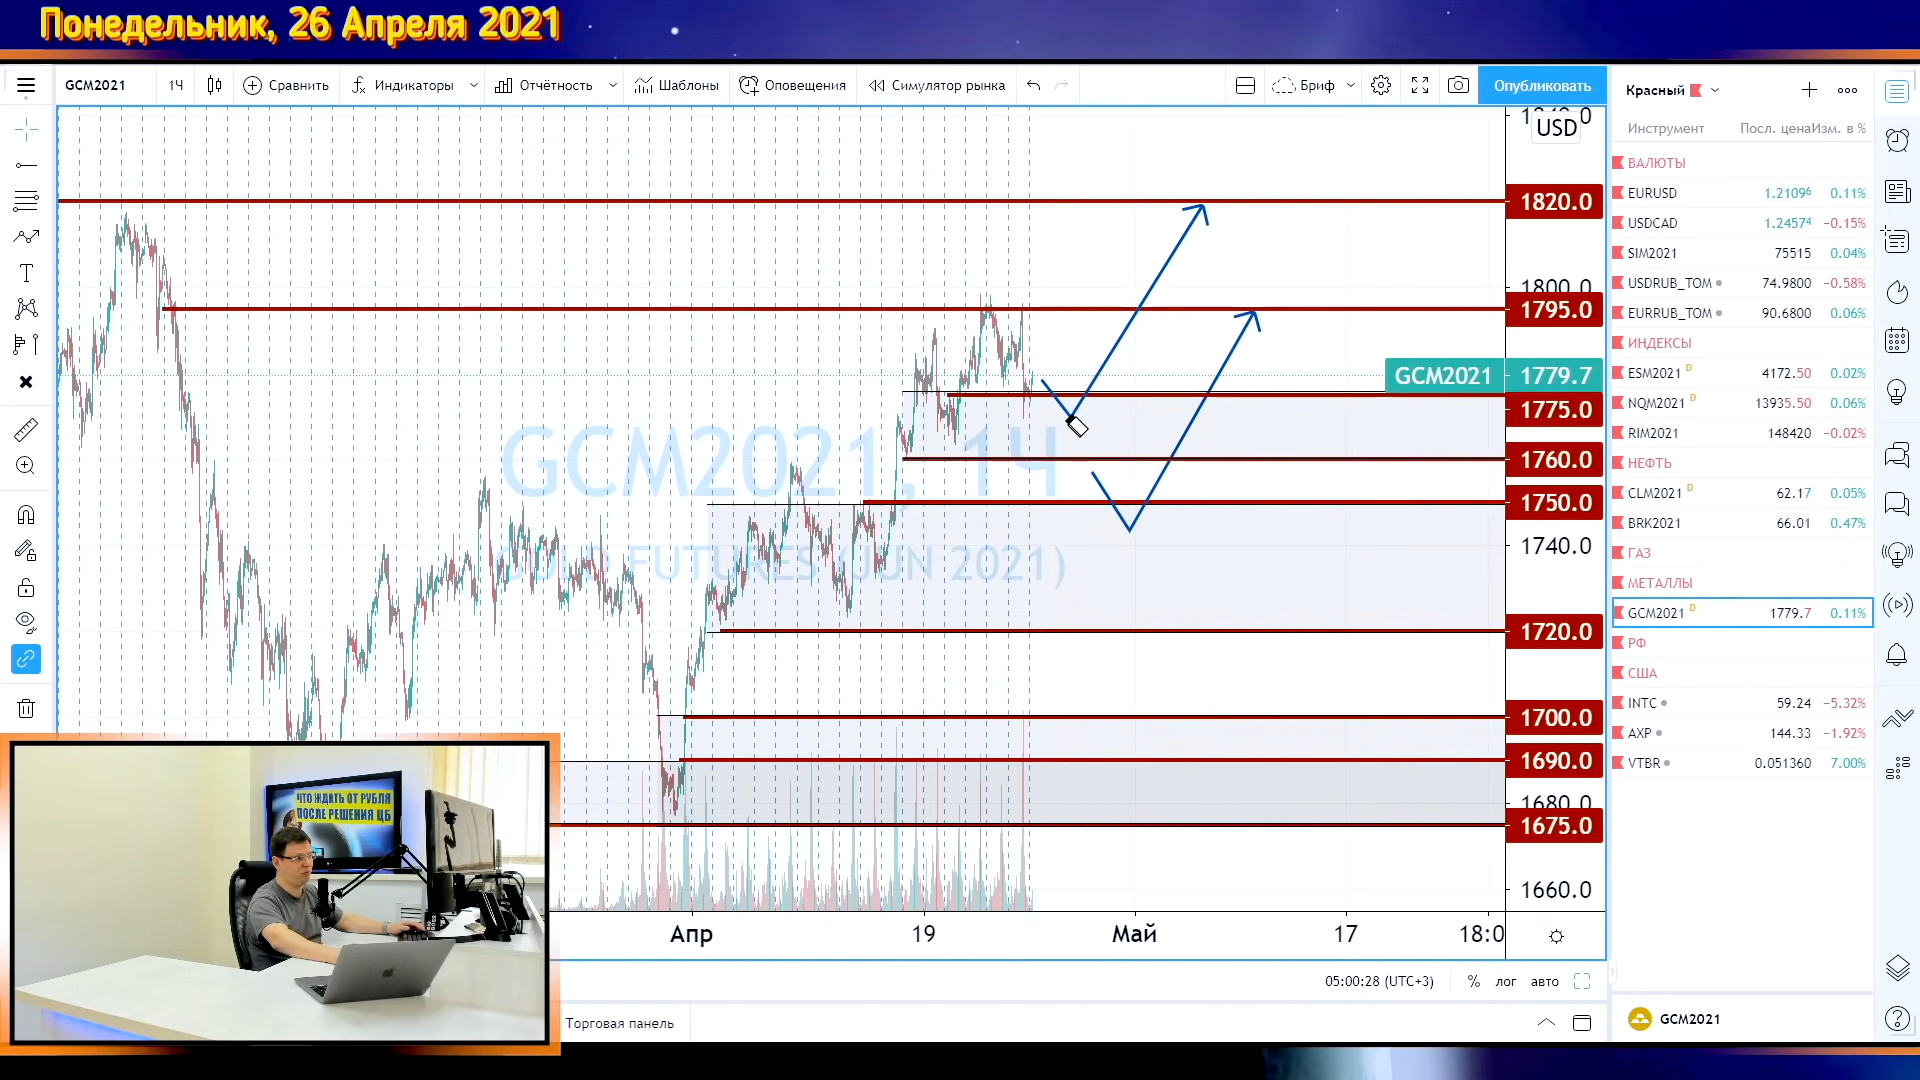 Понедельник, 26 Апреля 2021
GCM2021 1Ч Сравнить Индикаторы Отчётность Шаблоны Оповещения Симулятор рынка Бриф Опубликовать
Красный
Инструмент Посл. цена Изм. в %
ВАЛЮТЫ
EURUSD 1.21096 0.11%
USDCAD 1.24574 −0.15%
SIM2021 75515 0.04%
USDRUB_TOM 74.9800 −0.58%
EURRUB_TOM 90.6800 0.06%
ИНДЕКСЫ
ESM2021 D 4172.50 0.02%
NQM2021 D 13935.50 0.06%
RIM2021 148420 −0.02%
НЕФТЬ
CLM2021 D 62.17 0.05%
BRK2021 66.01 0.47%
ГАЗ
МЕТАЛЛЫ
GCM2021 D 1779.7 0.11%
РФ
США
INTC 59.24 −5.32%
AXP 144.33 −1.92%
VTBR 0.051360 7.00%
GCM2021
USD
1820.0
1800.0
1795.0
GCM2021 1779.7
1775.0
1760.0
1750.0
1740.0
1720.0
1700.0
1690.0
1680.0
1675.0
1660.0
GCM2021, 1Ч
GOLD FUTURES (JUN 2021)
Апр 19 Май 17 18:0
05:00:28 (UTC+3) % лог авто
Торговая панель
ЧТО ЖДАТЬ ОТ РУБЛЯ
ПОСЛЕ РЕШЕНИЯ ЦБ